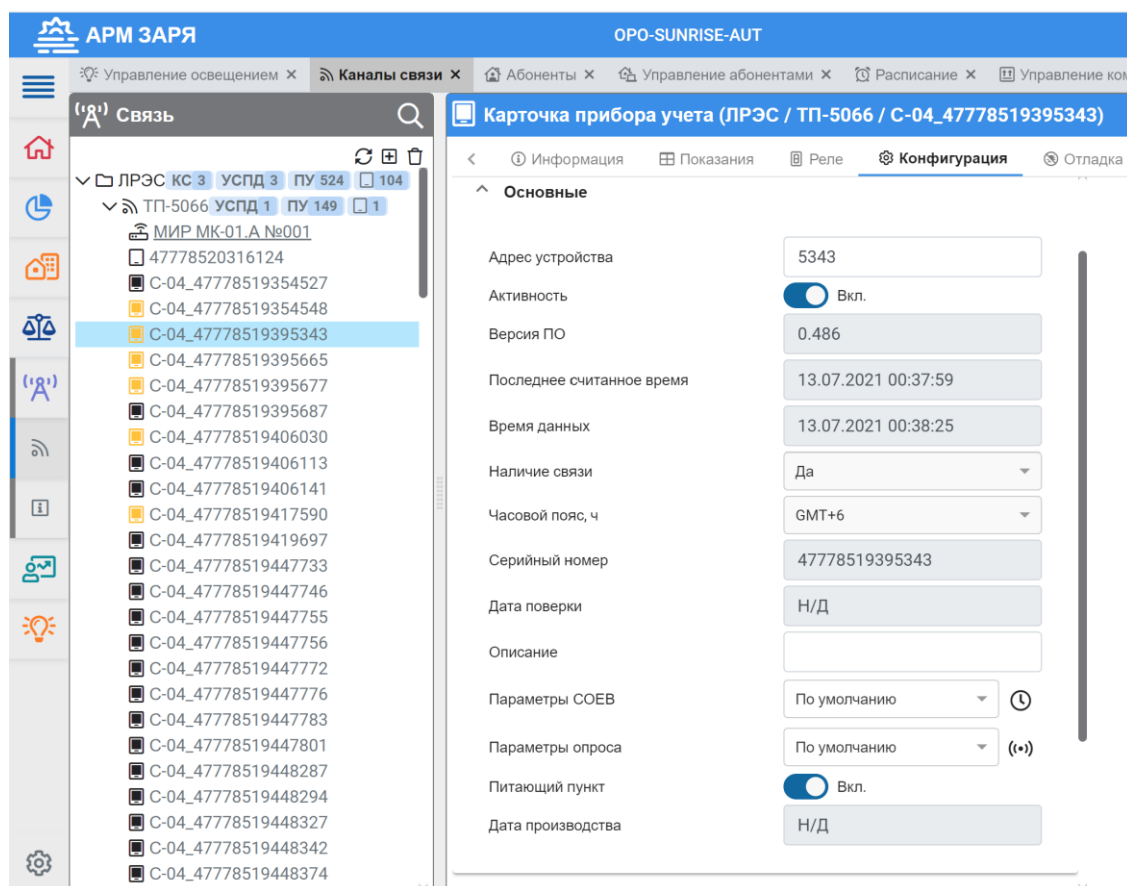 АРМ ЗАРЯ
OPO-SUNRISE-AUT
Управление освещением
Каналы связи
Абоненты
Управление абонентами
Расписание
Управление ком
Связь
ЛРЭС КС 3 УСПД 3 ПУ 524 104
ТП-5066 УСПД 1 ПУ 149 1
МИР МК-01.А №001
47778520316124
С-04_47778519354527
С-04_47778519354548
С-04_47778519395343
С-04_47778519395665
С-04_47778519395677
С-04_47778519395687
С-04_47778519406030
С-04_47778519406113
С-04_47778519406141
С-04_47778519417590
С-04_47778519419697
С-04_47778519447733
С-04_47778519447746
С-04_47778519447755
С-04_47778519447756
С-04_47778519447772
С-04_47778519447776
С-04_47778519447783
С-04_47778519447801
С-04_47778519448287
С-04_47778519448294
С-04_47778519448327
С-04_47778519448342
С-04_47778519448374
Карточка прибора учета (ЛРЭС / ТП-5066 / С-04_47778519395343)
Информация
Показания
Реле
Конфигурация
Отладка
Основные
Адрес устройства 5343
Активность Вкл.
Версия ПО 0.486
Последнее считанное время 13.07.2021 00:37:59
Время данных 13.07.2021 00:38:25
Наличие связи Да
Часовой пояс, ч GMT+6
Серийный номер 47778519395343
Дата поверки Н/Д
Описание
Параметры СОЕВ По умолчанию
Параметры опроса По умолчанию
Питающий пункт Вкл.
Дата производства Н/Д